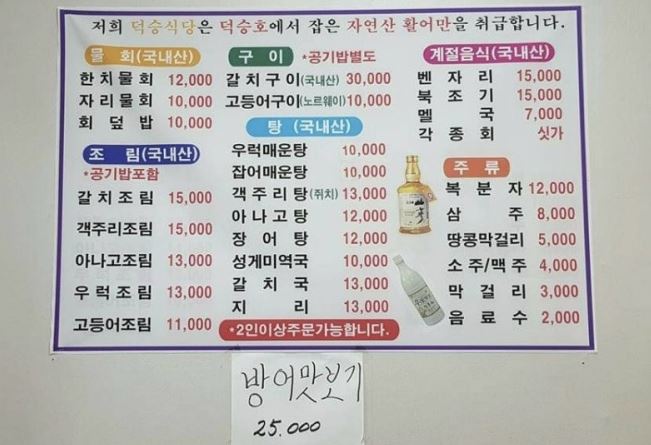 저희 덕승식당은 덕승호에서 잡은 자연산 활어만을 취급합니다.
물 회(국내산)
한치물회 12,000
자리물회 10,000
회덮밥 10,000
조 림(국내산)
*공기밥포함
갈치조림 15,000
객주리조림 15,000
아나고조림 13,000
우럭조림 13,000
고등어조림 11,000
구 이 *공기밥별도
갈치구이(국내산) 30,000
고등어구이(노르웨이) 10,000
탕 (국내산)
우럭매운탕 10,000
잡어매운탕 10,000
객주리탕(쥐치) 13,000
아나고탕 12,000
장어탕 12,000
성게미역국 10,000
갈치국 13,000
지리 13,000
*2인이상주문가능합니다.
계절음식(국내산)
벤자리 15,000
북조기 15,000
멜국 7,000
각종회 싯가
주 류
복분자 12,000
삼주 8,000
땅콩막걸리 5,000
소주/맥주 4,000
막걸리 3,000
음료수 2,000
방어맛보기
25.000